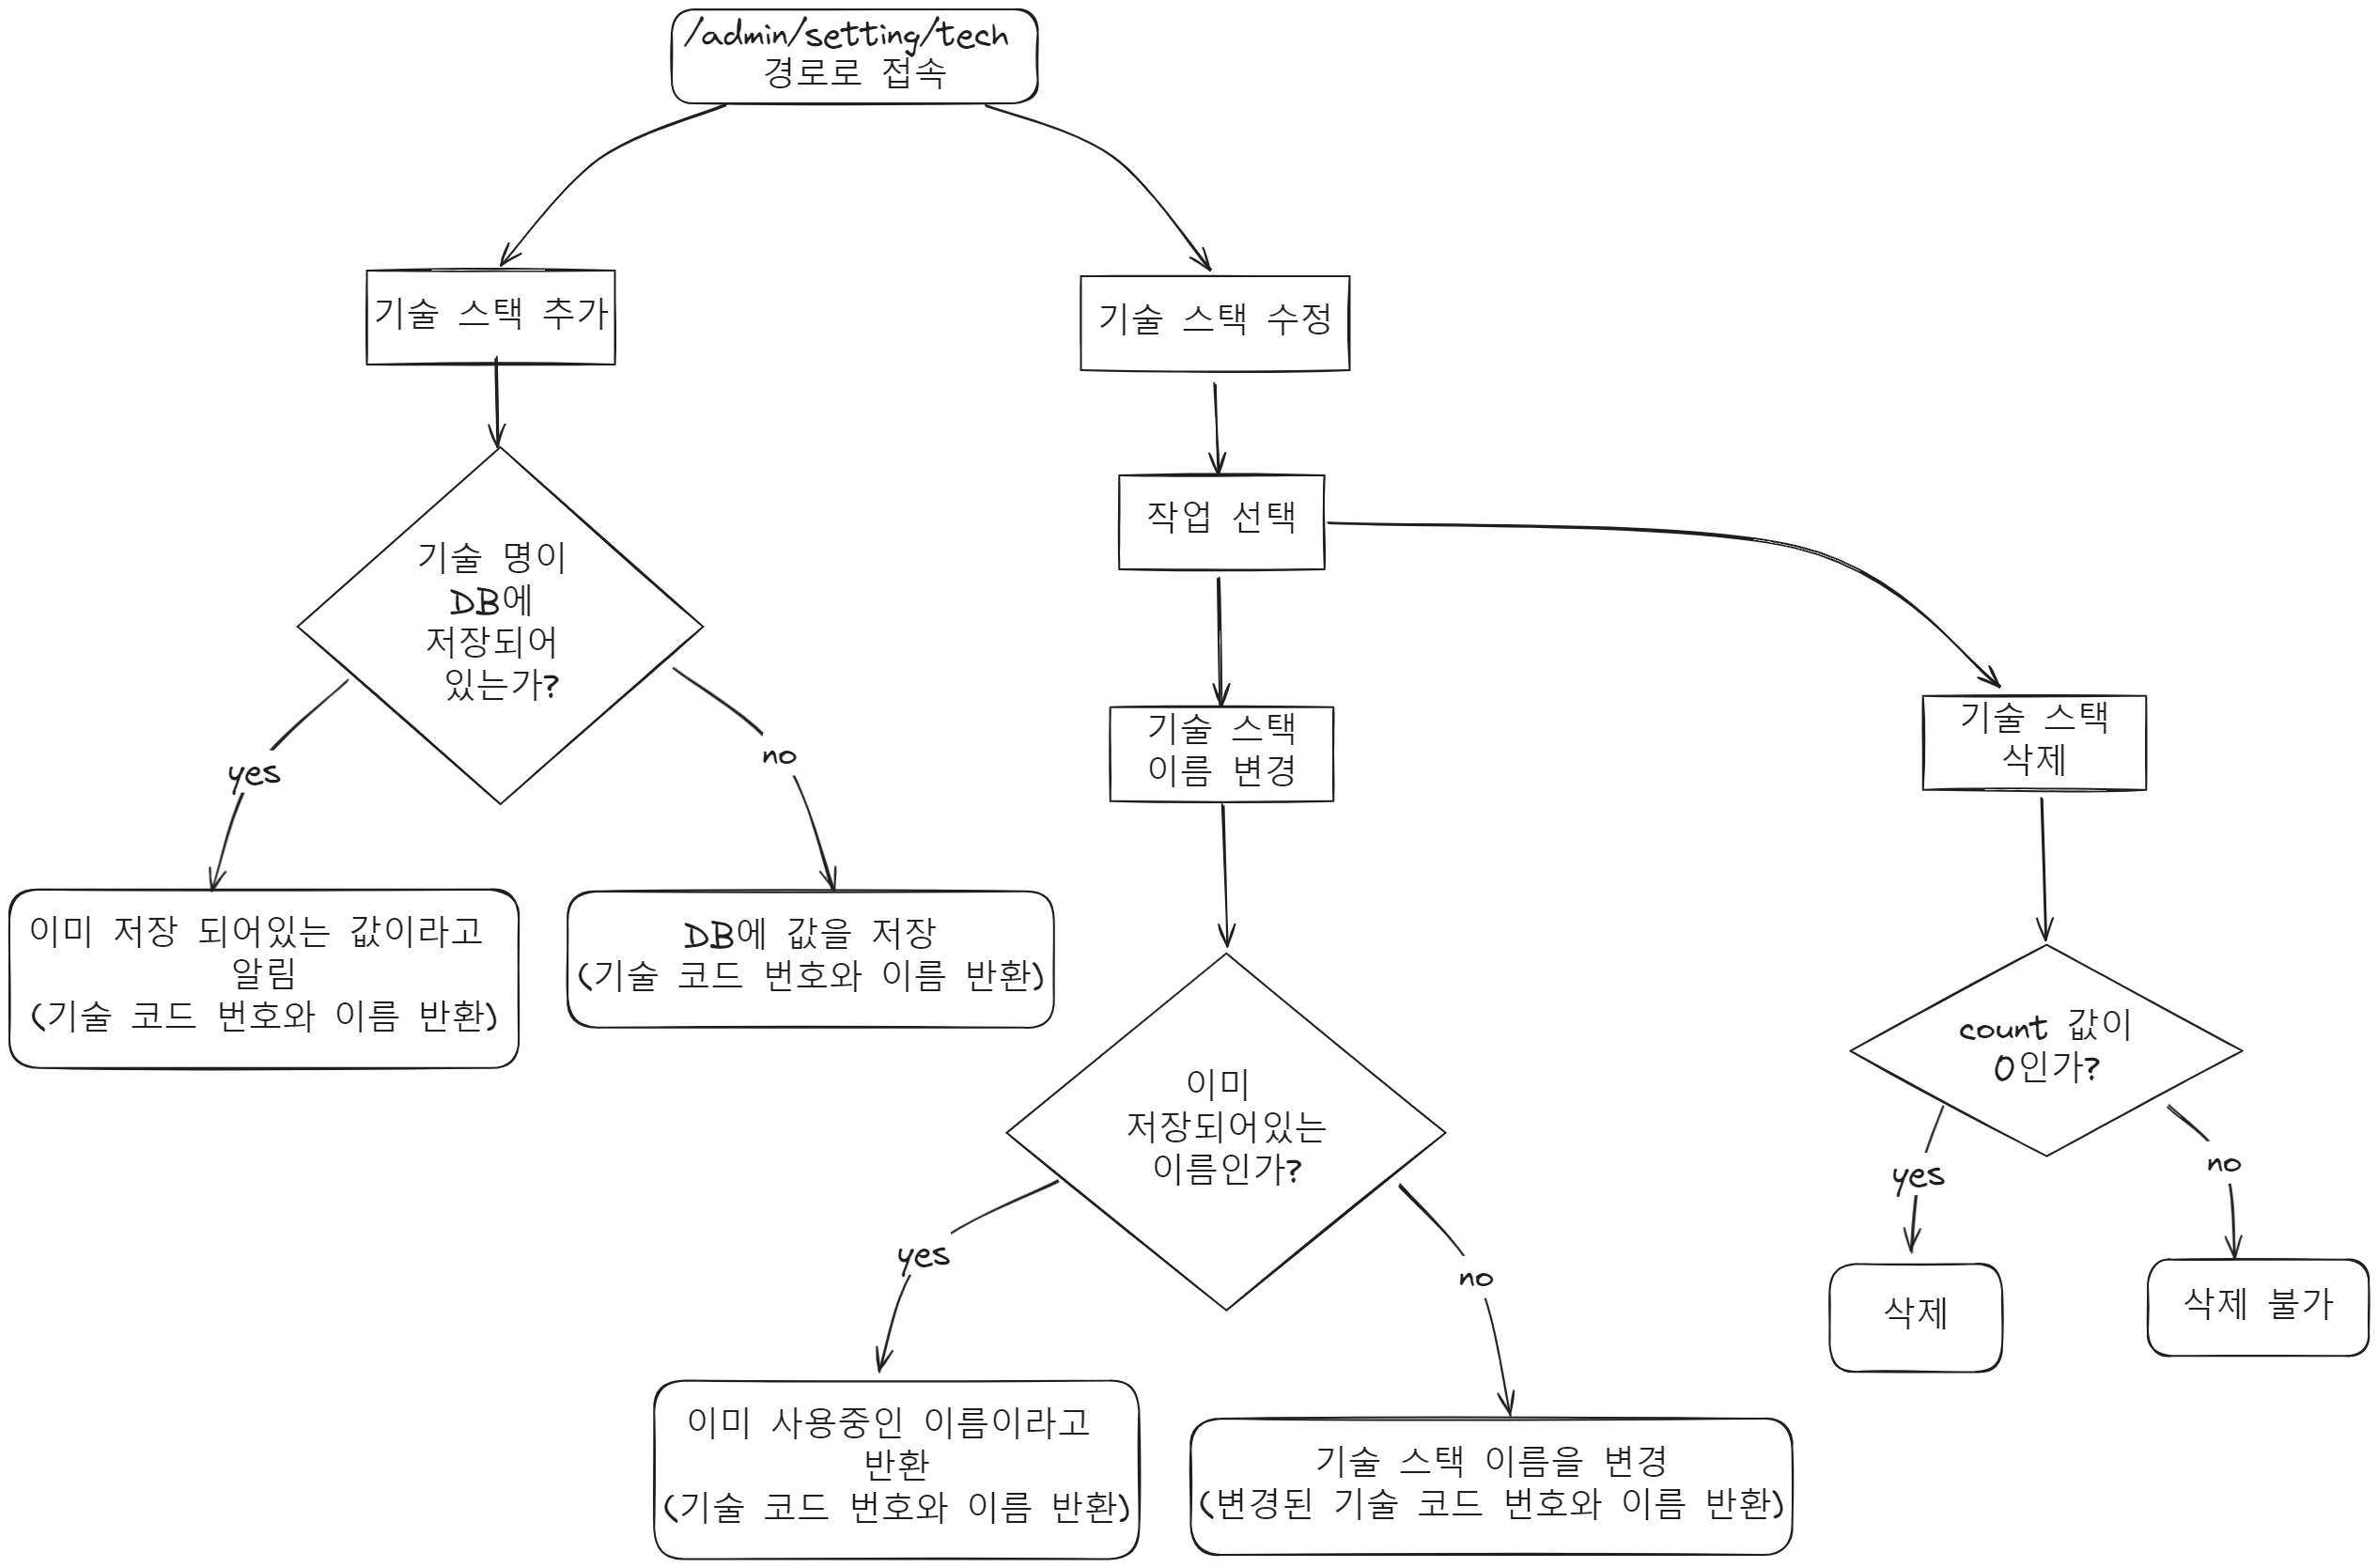 /admin/setting/tech
경로로 접속
기술 스택 추가
기술 스택 수정
작업 선택
기술 명이
DB에
저장되어
있는가?
yes
no
기술 스택
이름 변경
기술 스택
삭제
이미 저장 되어있는 값이라고
알림
(기술 코드 번호와 이름 반환)
DB에 값을 저장
(기술 코드 번호와 이름 반환)
이미
저장되어있는
이름인가?
count 값이
0인가?
yes
no
yes
no
삭제
삭제 불가
이미 사용중인 이름이라고
반환
(기술 코드 번호와 이름 반환)
기술 스택 이름을 변경
(변경된 기술 코드 번호와 이름 반환)